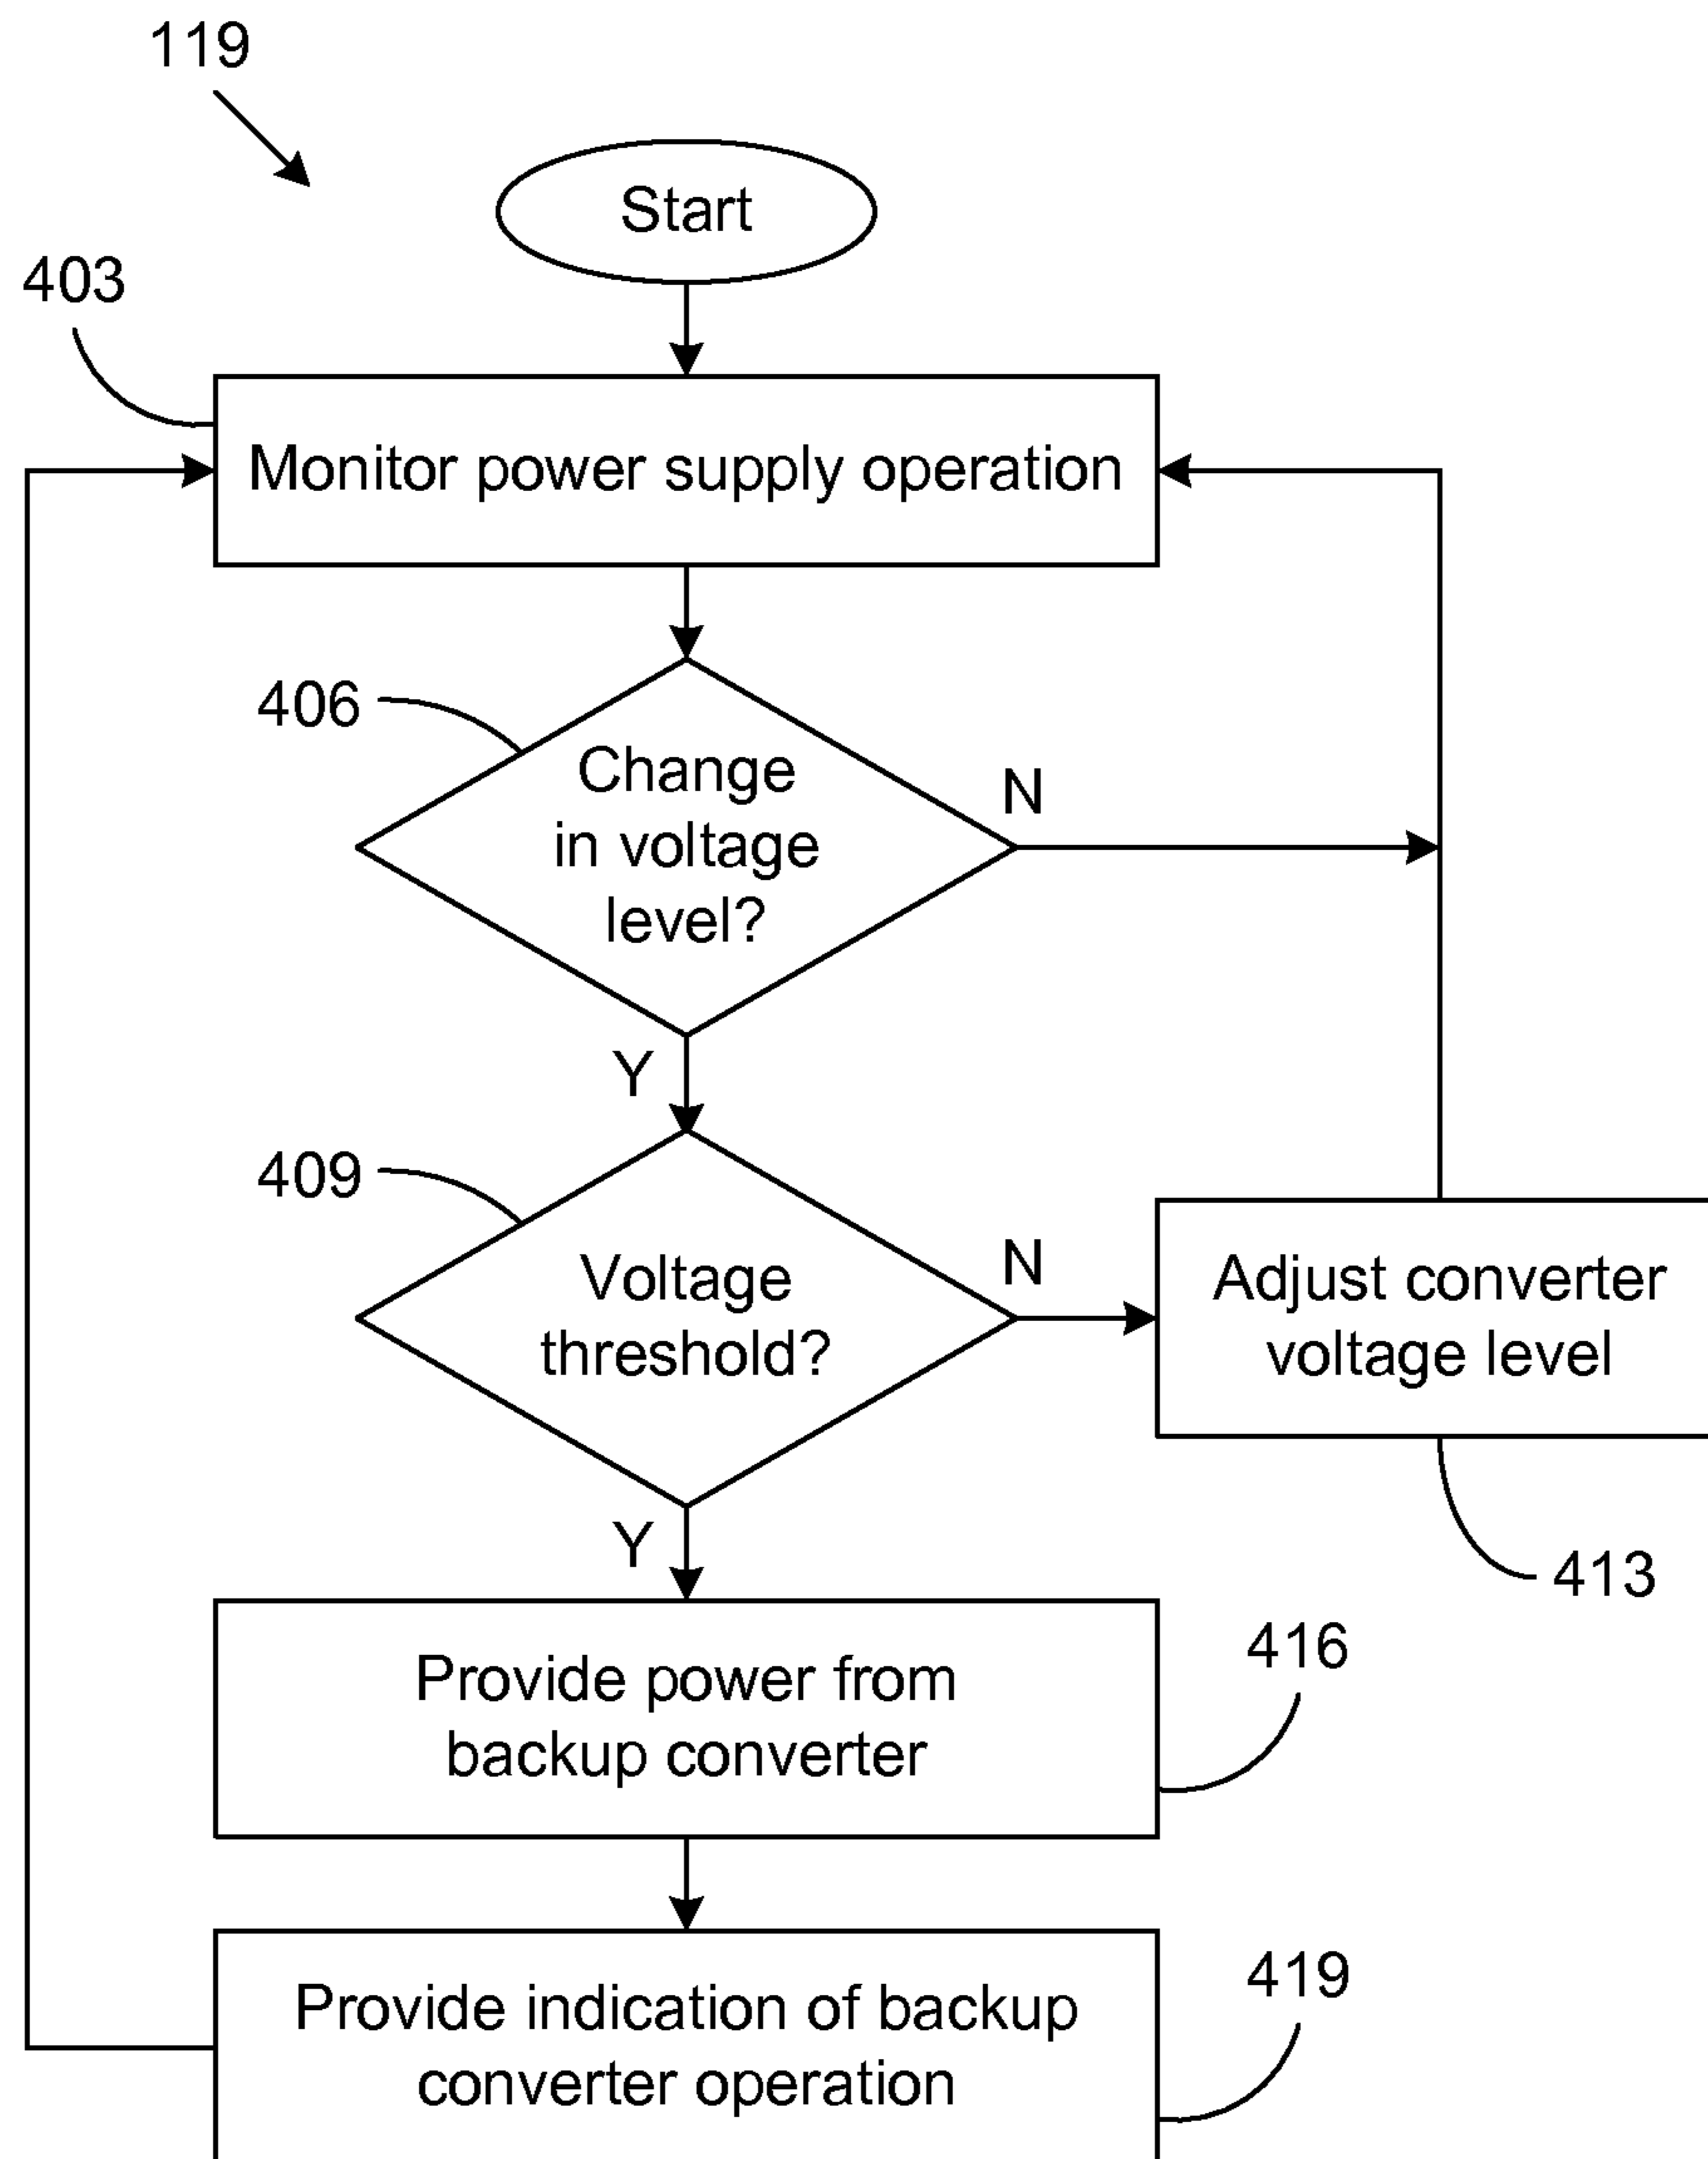 119
Start
403
Monitor power supply operation
406
Change
in voltage
level?
N
Y
409
Voltage
threshold?
N
Adjust converter
voltage level
Y
413
Provide power from
backup converter
416
Provide indication of backup
converter operation
419